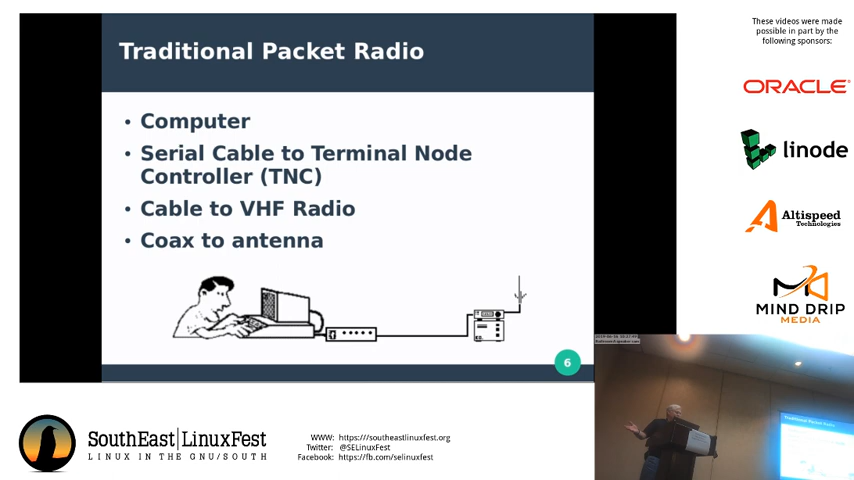 Traditional Packet Radio
• Computer
• Serial Cable to Terminal Node
Controller (TNC)
• Cable to VHF Radio
• Coax to antenna
6
These videos were made
possible in part by the
following sponsors:
ORACLE®
linode
Altispeed
Technologies
MIND DRIP
MEDIA
Traditional Packet Radio
SouthEast|LinuxFest
LINUX IN THE GNU/SOUTH
WWW: https:///southeastlinuxfest.org
Twitter: @SELinuxFest
Facebook: https://fb.com/selinuxfest